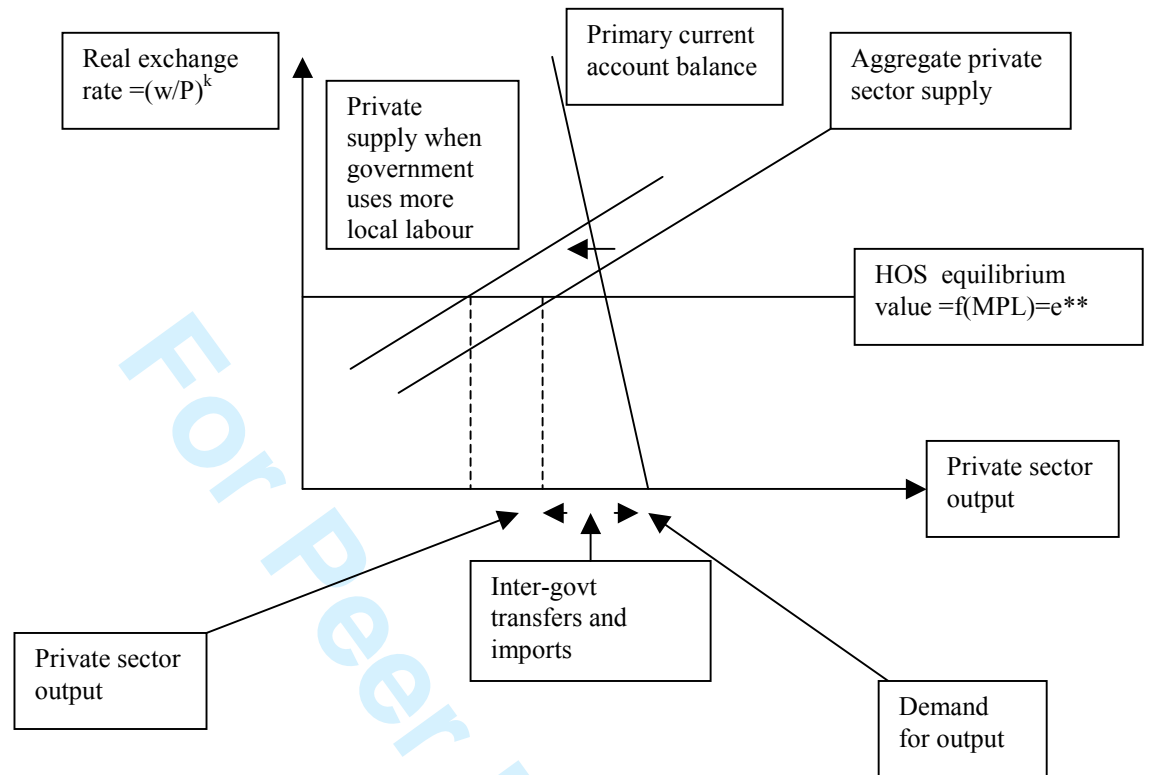 Real exchange
rate =(w/P)^k
Private
supply when
government
uses more
local labour
Primary current
account balance
Aggregate private
sector supply
HOS equilibrium
value =f(MPL)=e**
Private sector
output
Inter-govt
transfers and
imports
Private sector
output
Demand
for output
For Peer